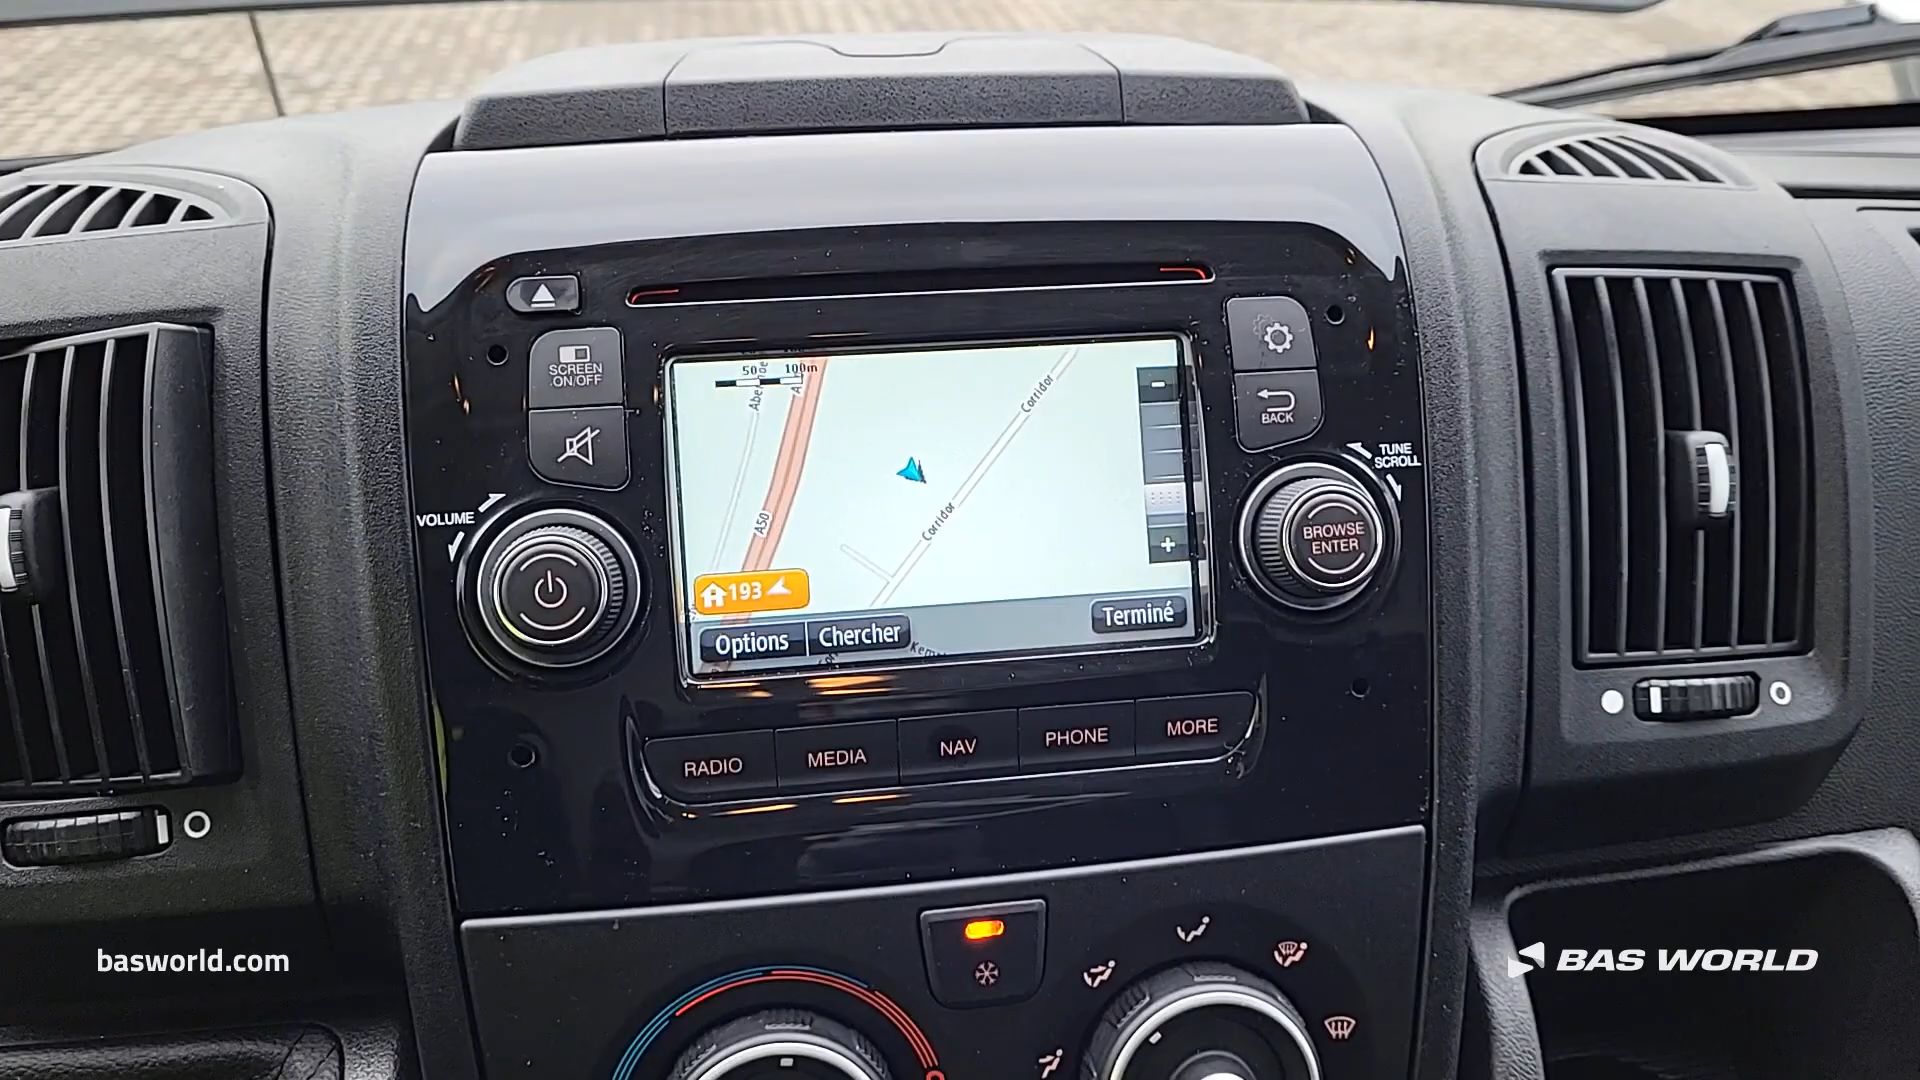 SCREEN
ON/OFF
BACK
TUNE
SCROLL
VOLUME
BROWSE
ENTER
50 100m
Corridor
Corridor
A50
193
Options
Chercher
Terminé
RADIO
MEDIA
NAV
PHONE
MORE
basworld.com
BAS WORLD